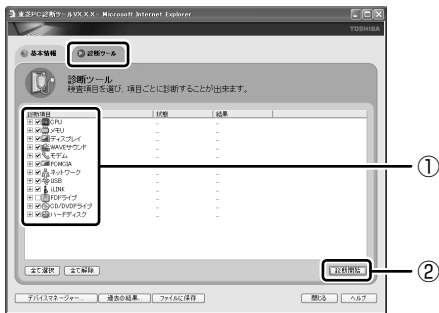 東芝PC診断ツールVX.X.X - Microsoft Internet Explorer
TOSHIBA
基本情報 診断ツール
診断ツール
検査項目を選び、項目ごとに診断することが出来ます。
診断項目 状態 結果
CPU - -
メモリ - -
ディスプレイ - -
WAVEサウンド - -
モデム - -
PCMCIA - -
ネットワーク - -
USB - -
i.LINK - -
FDドライブ - -
CD/DVDドライブ - -
ハードディスク - -
①
全て選択 全て解除 診断開始
②
デバイスマネージャー... 過去の結果... ファイルに保存 閉じる ヘルプ